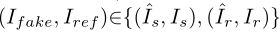 (I_{fake}, I_{ref})∈{(Î_s, I_s),(Î_r, I_r)}